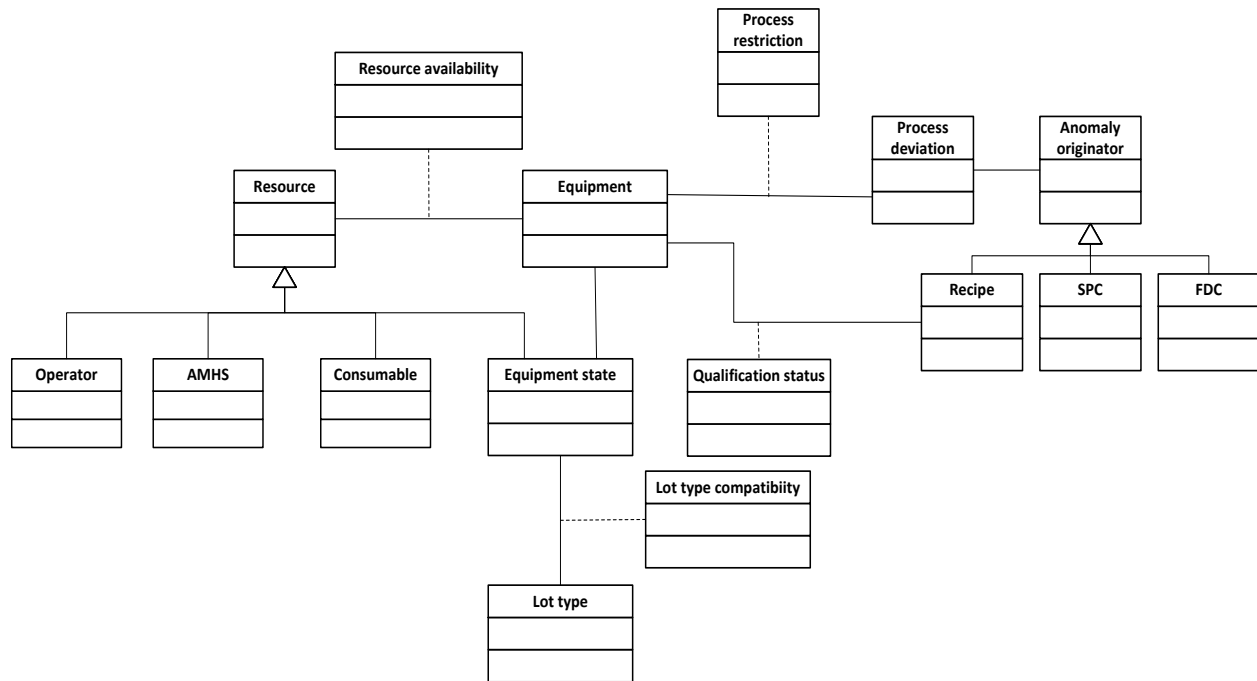 Process
restriction
Resource availability
Process
deviation
Anomaly
originator
Resource
Equipment
Recipe
SPC
FDC
Operator
AMHS
Consumable
Equipment state
Qualification status
Lot type compatibiity
Lot type